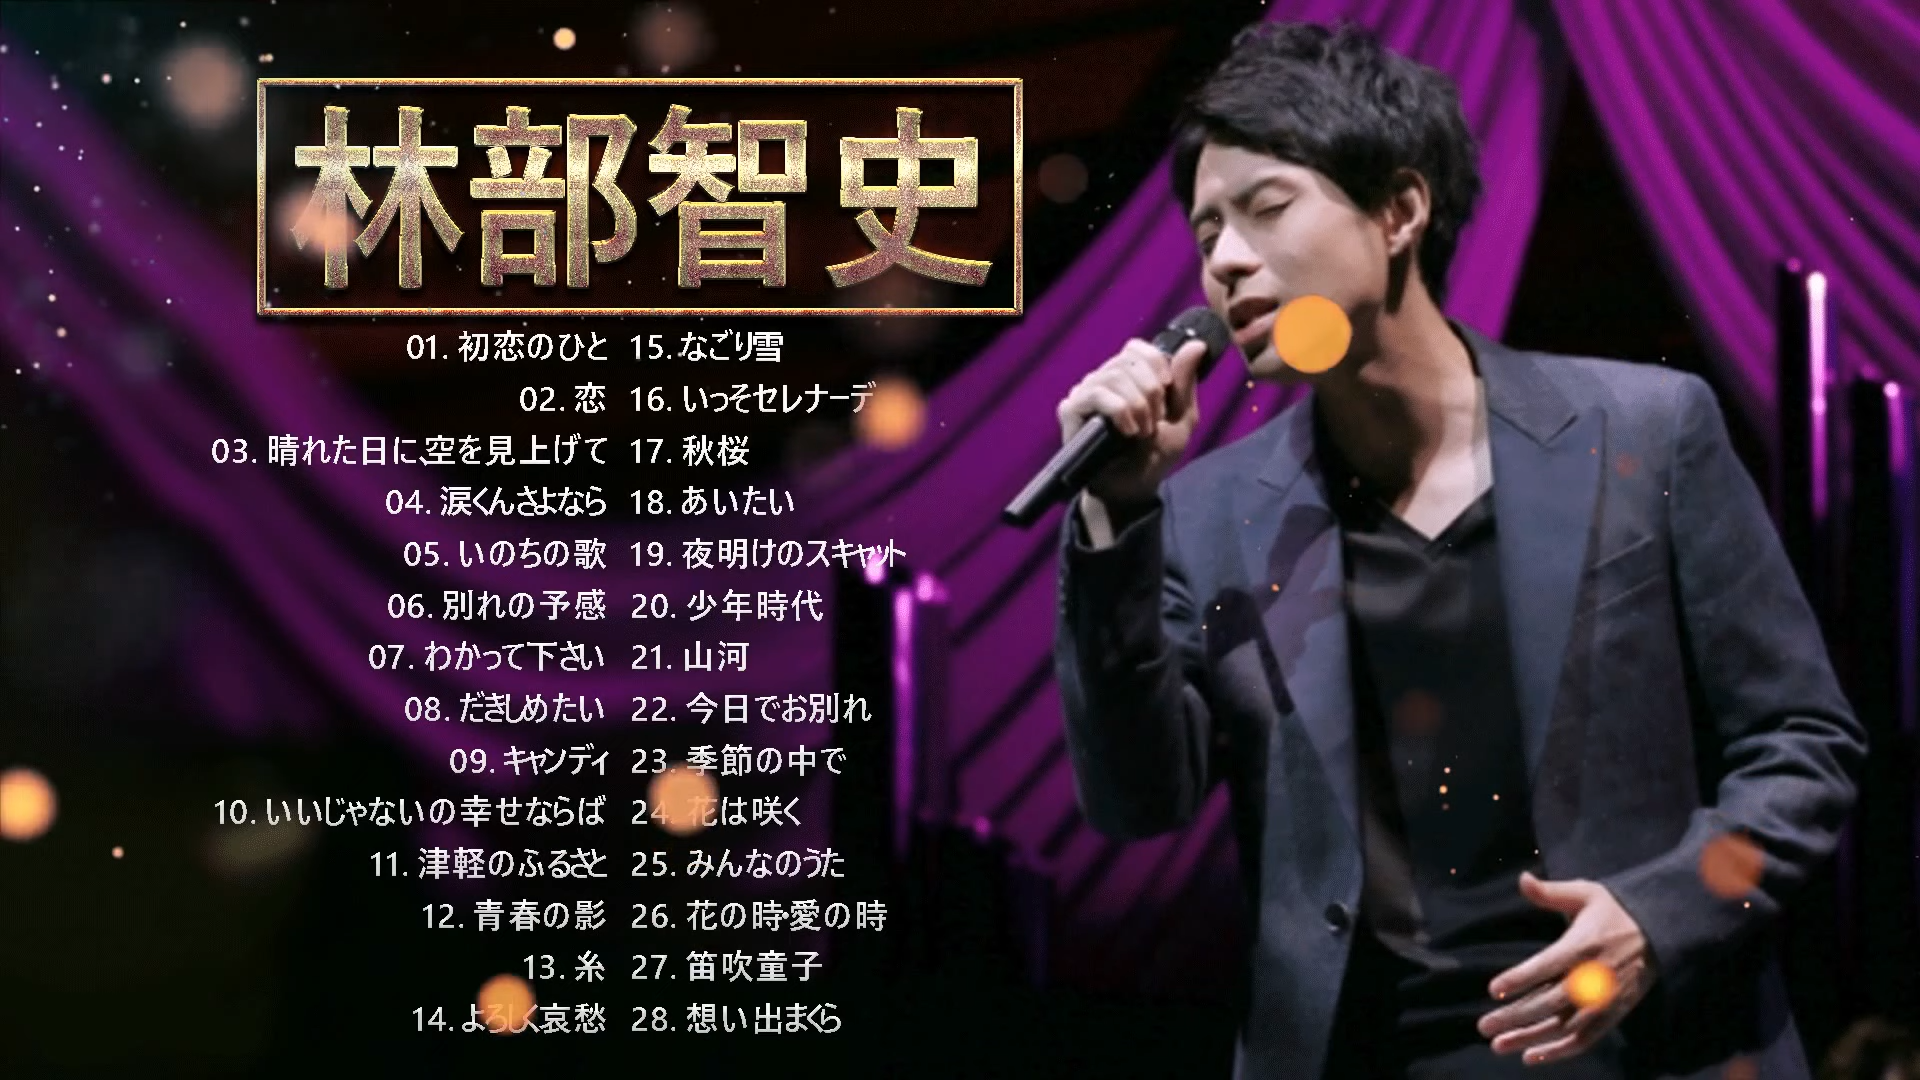 林部智史
01. 初恋のひと
02. 恋
03. 晴れた日に、空を見上げて
04. 涙くんさよなら
05. いのちの歌
06. 別れの予感
07. わかって下さい
08. だきしめたい
09. キャンディ
10. いいじゃないの幸せならば
11. 津軽のふるさと
12. 青春の影
13. 糸
14. よろしく哀愁
15. なごり雪
16. いっそセレナーデ
17. 秋桜
18. あいたい
19. 夜明けのスキャット
20. 少年時代
21. 山河
22. 今日でお別れ
23. 季節の中で
24. 花は咲く
25. みんなのうた
26. 花の時・愛の時
27. 笛吹童子
28. 想い出まくら